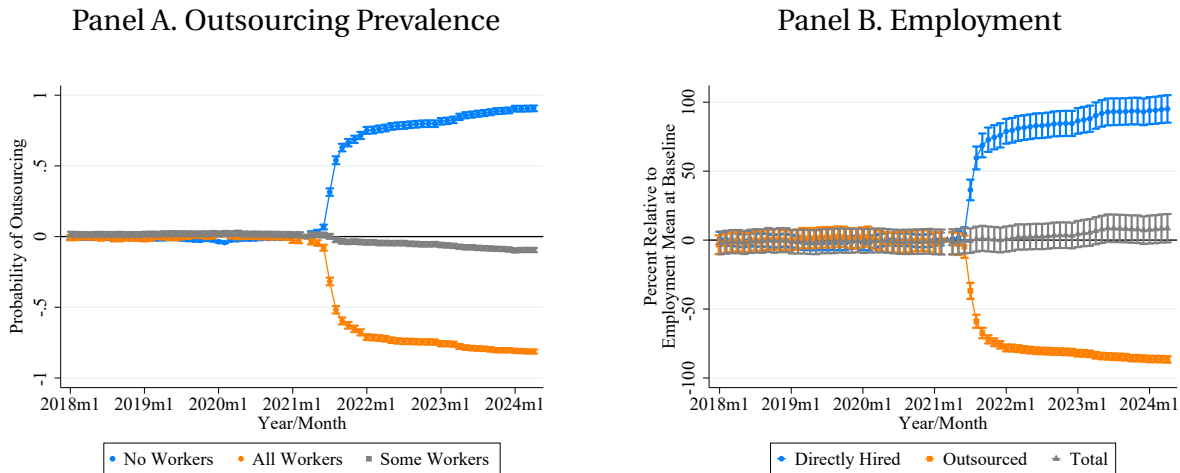 Panel A. Outsourcing Prevalence
Probability of Outsourcing
1
.5
0
-.5
-1
2018m1 2019m1 2020m1 2021m1 2022m1 2023m1 2024m1
Year/Month
No Workers All Workers Some Workers
Panel B. Employment
Percent Relative to
Employment Mean at Baseline
100
50
0
-50
-100
2018m1 2019m1 2020m1 2021m1 2022m1 2023m1 2024m1
Year/Month
Directly Hired Outsourced Total